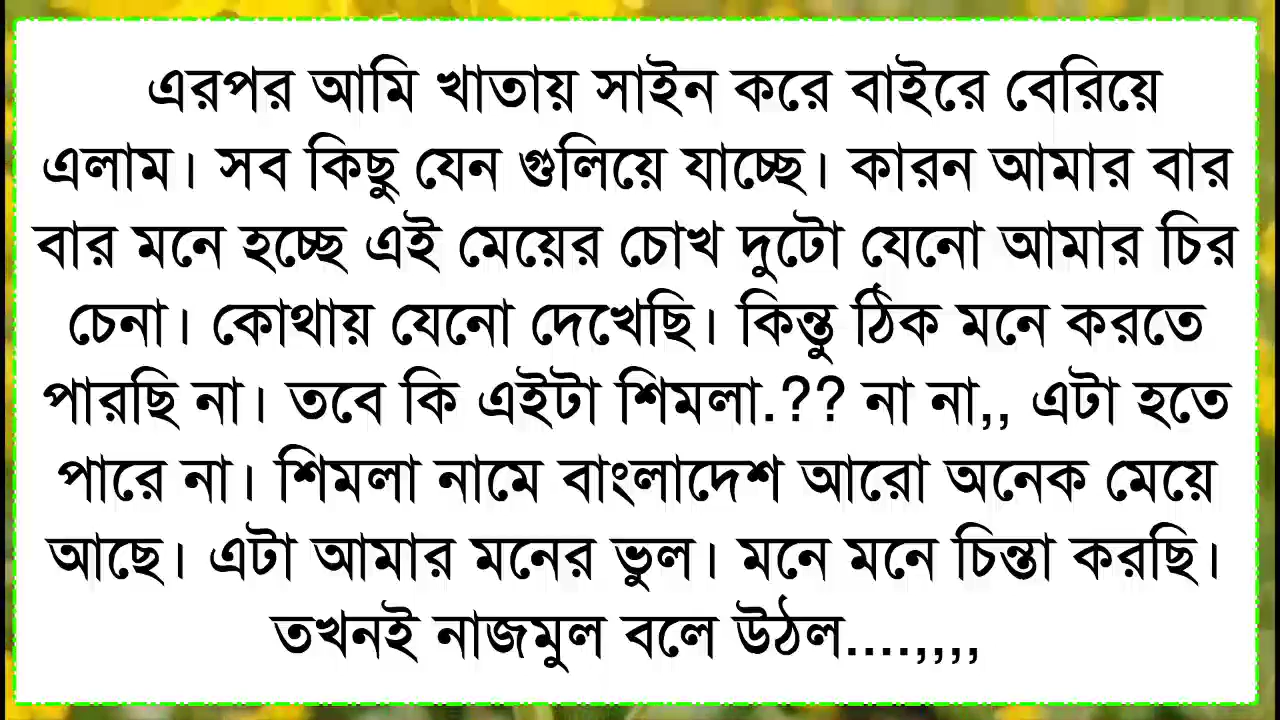 এরপর আমি খাতায় সাইন করে বাইরে বেরিয়ে
এলাম। সব কিছু যেন গুলিয়ে যাচ্ছে। কারন আমার বার
বার মনে হচ্ছে এই মেয়ের চোখ দুটো যেনো আমার চির
চেনা। কোথায় যেনো দেখেছি। কিন্তু ঠিক মনে করতে
পারছি না। তবে কি এইটা শিমলা.?? না না,, এটা হতে
পারে না। শিমলা নামে বাংলাদেশ আরো অনেক মেয়ে
আছে। এটা আমার মনের ভুল। মনে মনে চিন্তা করছি।
তখনই নাজমুল বলে উঠল....,,,,